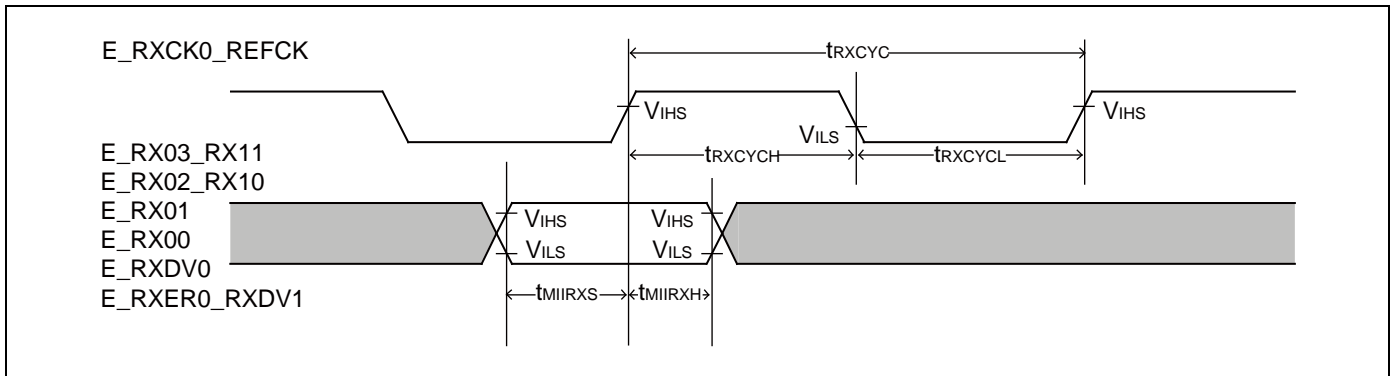 E_RXCK0_REFCK
tRXCYC
VIHS
VIHS
VILS
tRXCYCH
tRXCYCL
E_RX03_RX11
E_RX02_RX10
E_RX01
E_RX00
E_RXDV0
E_RXER0_RXDV1
VIHS
VIHS
VILS
VILS
tMIIRXS
tMIIRXH